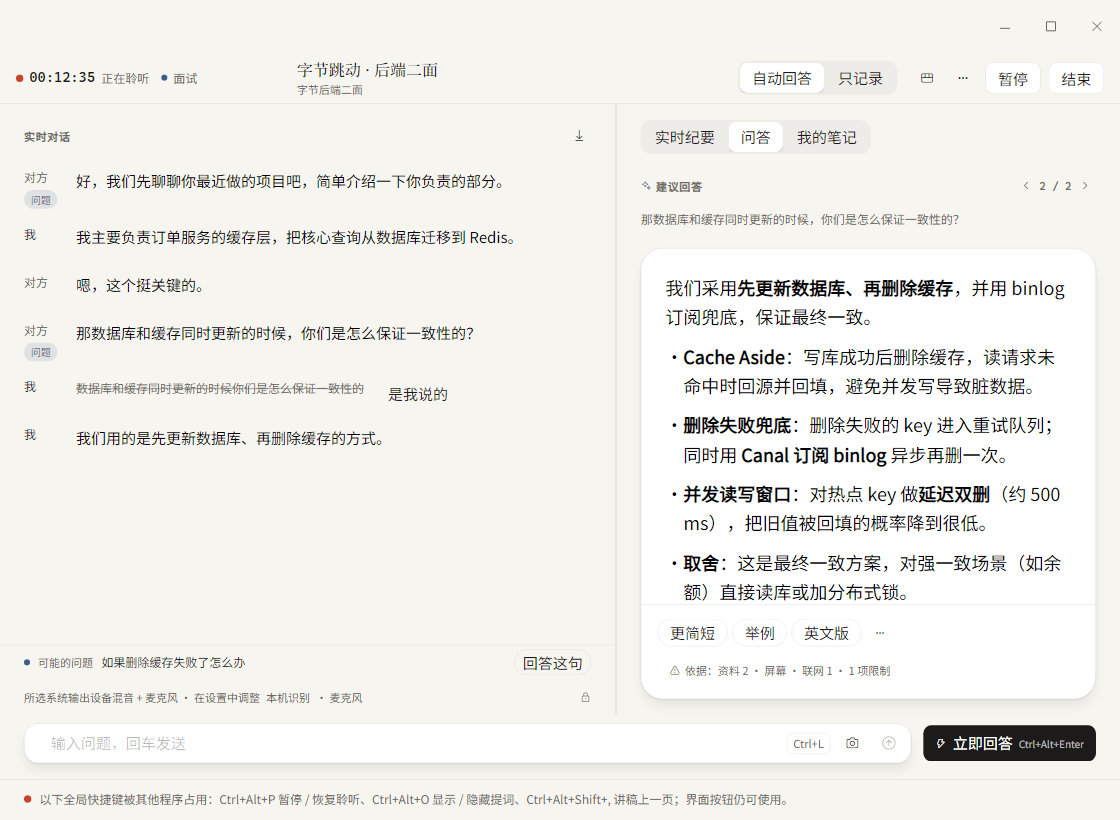 00:12:35 正在聆听 面试
字节跳动 · 后端二面
字节后端二面
自动回答 只记录 ··· 暂停 结束
实时对话
对方
问题
好，我们先聊聊你最近做的项目吧，简单介绍一下你负责的部分。
我
我主要负责订单服务的缓存层，把核心查询从数据库迁移到 Redis。
对方
嗯，这个挺关键的。
对方
问题
那数据库和缓存同时更新的时候，你们是怎么保证一致性的？
我
数据库和缓存同时更新的时候你们是怎么保证一致性的 是我说的
我
我们用的是先更新数据库、再删除缓存的方式。
可能的问题 如果删除缓存失败了怎么办 回答这句
所选系统输出设备混音 + 麦克风 · 在设置中调整 本机识别 · 麦克风
实时纪要 问答 我的笔记
建议回答 2 / 2
那数据库和缓存同时更新的时候，你们是怎么保证一致性的？
我们采用先更新数据库、再删除缓存，并用 binlog
订阅兜底，保证最终一致。
· Cache Aside：写库成功后删除缓存，读请求未
命中时回源并回填，避免并发写导致脏数据。
· 删除失败兜底：删除失败的 key 进入重试队列；
同时用 Canal 订阅 binlog 异步再删一次。
· 并发读写窗口：对热点 key 做延迟双删（约 500
ms），把旧值被回填的概率降到很低。
· 取舍：这是最终一致方案，对强一致场景（如余
额）直接读库或加分布式锁。
更简短 举例 英文版 ···
依据：资料 2 · 屏幕 · 联网 1 · 1 项限制
输入问题，回车发送 Ctrl+L
立即回答 Ctrl+Alt+Enter
以下全局快捷键被其他程序占用：Ctrl+Alt+P 暂停 / 恢复聆听、Ctrl+Alt+O 显示 / 隐藏提词、Ctrl+Alt+Shift+, 讲稿上一页；界面按钮仍可使用。